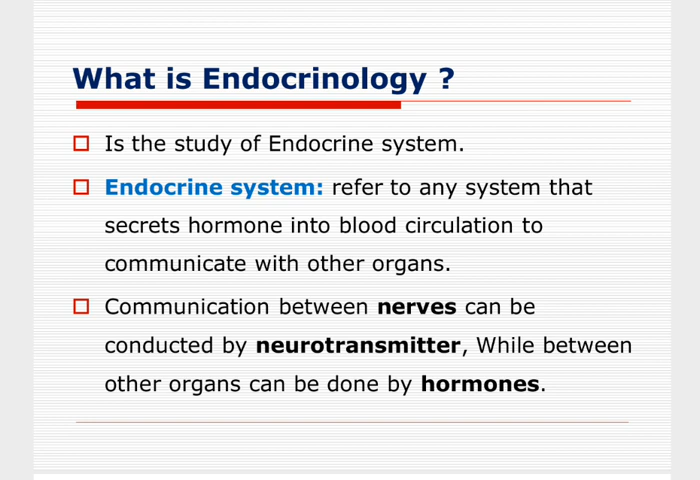 What is Endocrinology ?
Is the study of Endocrine system.
Endocrine system: refer to any system that
secrets hormone into blood circulation to
communicate with other organs.
Communication between nerves can be
conducted by neurotransmitter, While between
other organs can be done by hormones.